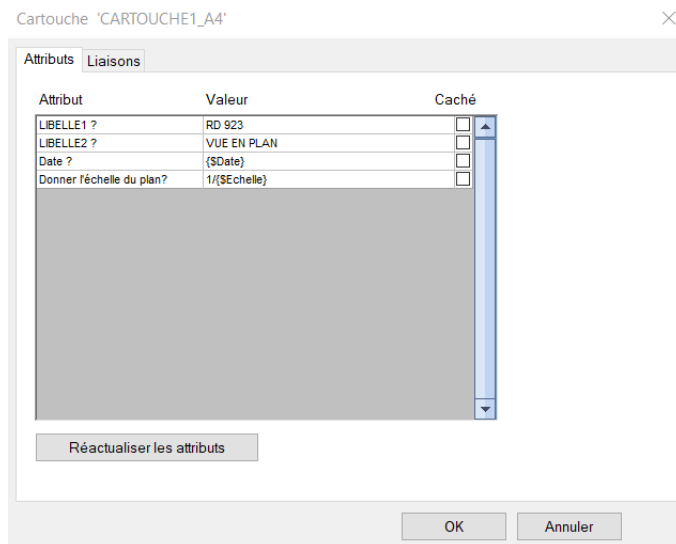 Cartouche 'CARTOUCHE1_A4'
Attributs Liaisons
Attribut Valeur Caché
LIBELLE1 ? RD 923
LIBELLE2 ? VUE EN PLAN
Date ? {$Date}
Donner l'échelle du plan? 1/{$Echelle}
Réactualiser les attributs
OK Annuler